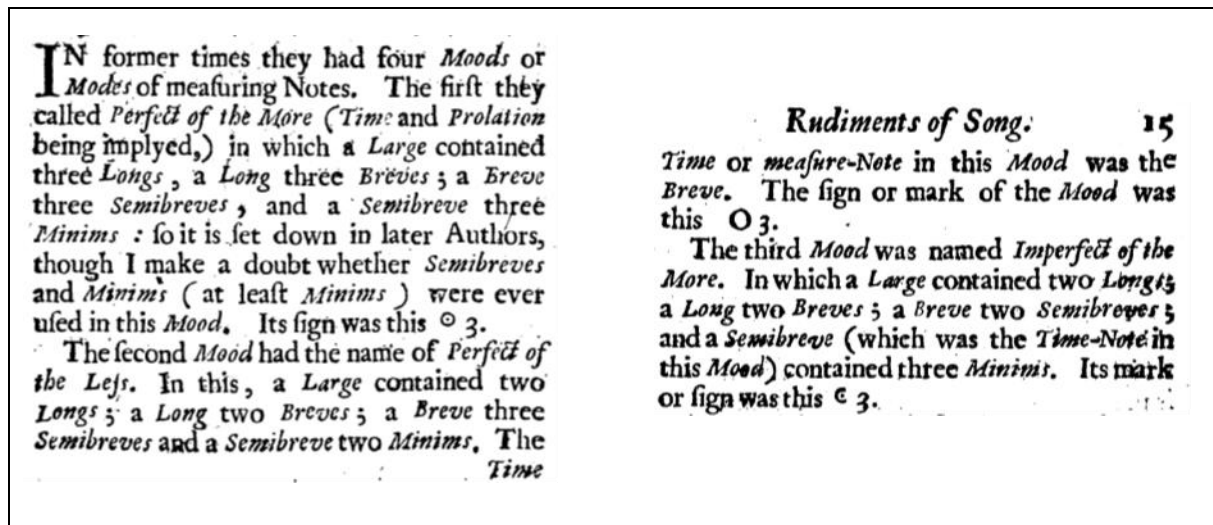 IN former times they had four Moods or
Modes of meaſuring Notes. The firſt they
called Perfect of the More (Time and Prolation
being implyed,) in which a Large contained
three Longs, a Long three Breves; a Breve
three Semibreves, and a Semibreve three
Minims: ſo it is ſet down in later Authors,
though I make a doubt whether Semibreves
and Minims (at leaſt Minims) were ever
uſed in this Mood. Its ſign was this ⊙ 3.
The ſecond Mood had the name of Perfect of
the Leſs. In this, a Large contained two
Longs; a Long two Breves; a Breve three
Semibreves and a Semibreve two Minims. The
Time
Rudiments of Song. 15
Time or meaſure-Note in this Mood was the
Breve. The ſign or mark of the Mood was
this O 3.
The third Mood was named Imperfect of the
More. In which a Large contained two Longs;
a Long two Breves; a Breve two Semibreves;
and a Semibreve (which was the Time-Note in
this Mood) contained three Minims. Its mark
or ſign was this 𝇋 3.